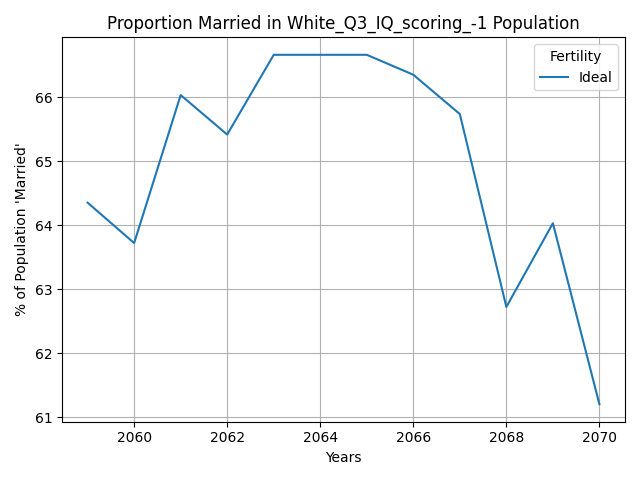 Proportion Married in White_Q3_IQ_scoring_-1 Population
Fertility
Ideal
% of Population 'Married'
66
65
64
63
62
61
2060
2062
2064
2066
2068
2070
Years